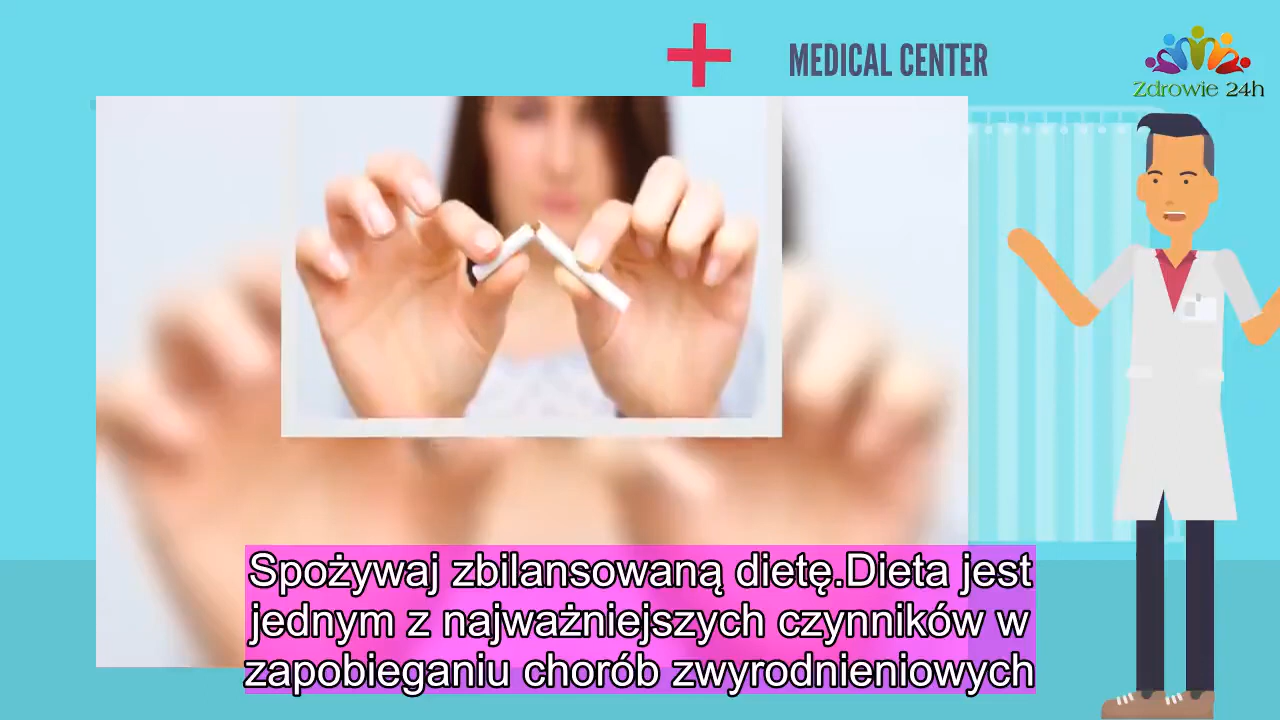 MEDICAL CENTER
Zdrowie 24h
Spożywaj zbilansowaną dietę.Dieta jest
jednym z najważniejszych czynników w
zapobieganiu chorób zwyrodnieniowych